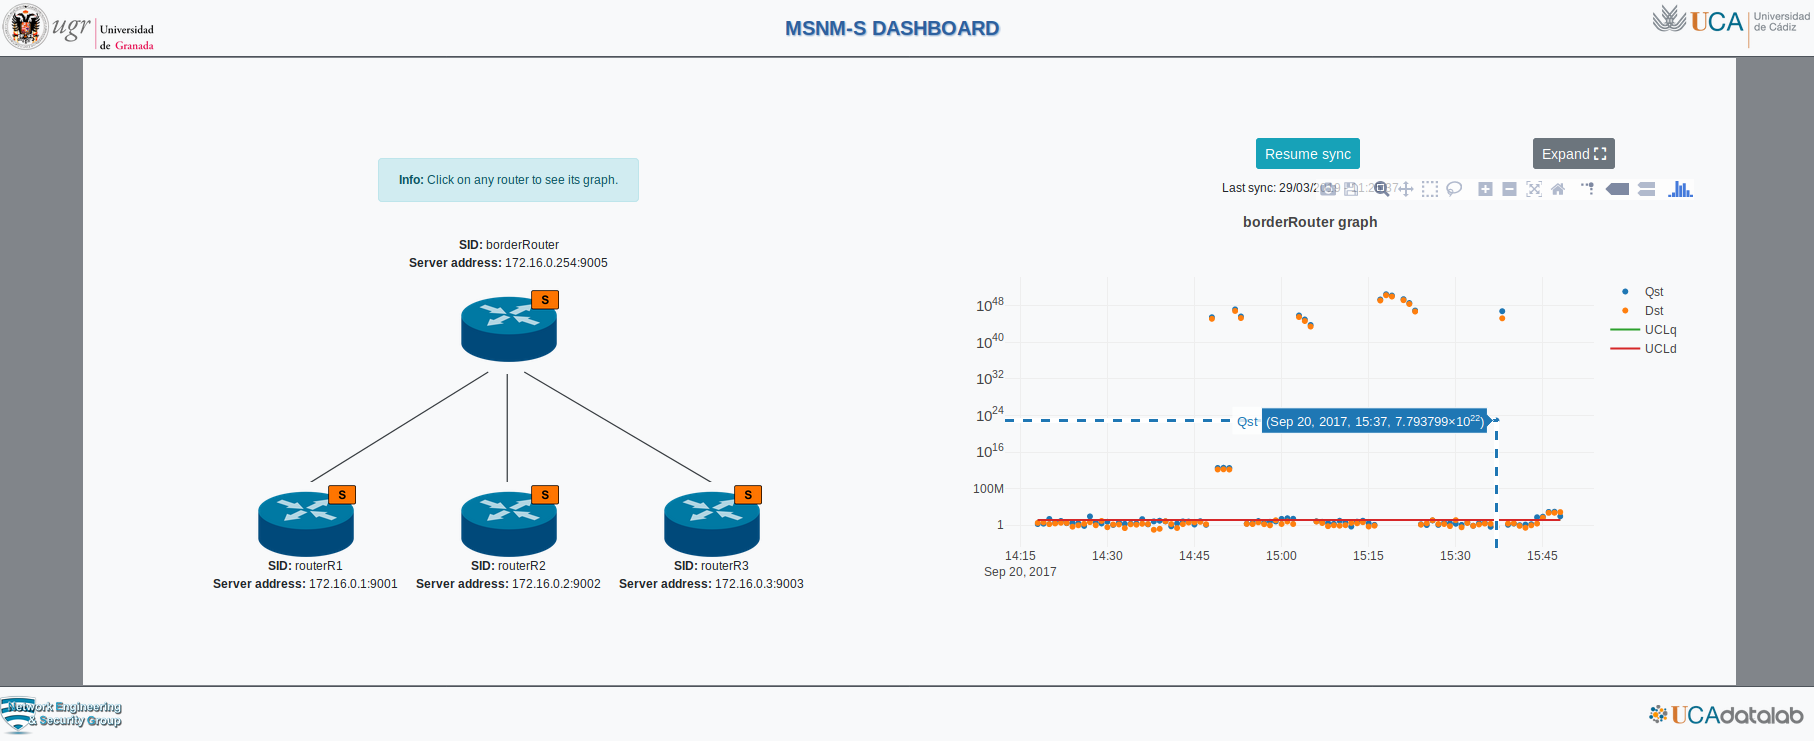 ugr Universidad de Granada
MSNM-S DASHBOARD
UCA Universidad de Cádiz
Resume sync
Expand
Info: Click on any router to see its graph.
Last sync: 29/03/
borderRouter graph
SID: borderRouter
Server address: 172.16.0.254:9005
S
S
S
S
SID: routerR1
Server address: 172.16.0.1:9001
SID: routerR2
Server address: 172.16.0.2:9002
SID: routerR3
Server address: 172.16.0.3:9003
10^48
10^40
10^32
10^24
10^16
100M
1
Qst (Sep 20, 2017, 15:37, 7.793799×10^22)
14:15 14:30 14:45 15:00 15:15 15:30 15:45
Sep 20, 2017
Qst
Dst
UCLq
UCLd
Network Engineering
& Security Group
UCAdatalab